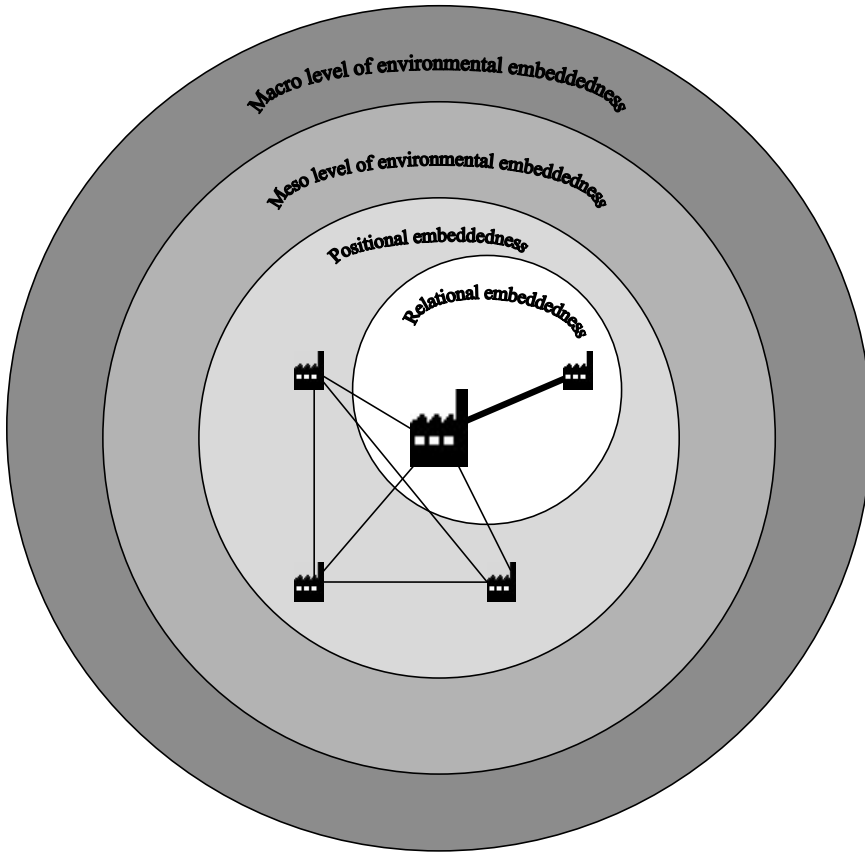 Macro level of environmental embeddedness
Meso level of environmental embeddedness
Positional embeddedness
Relational embeddedness